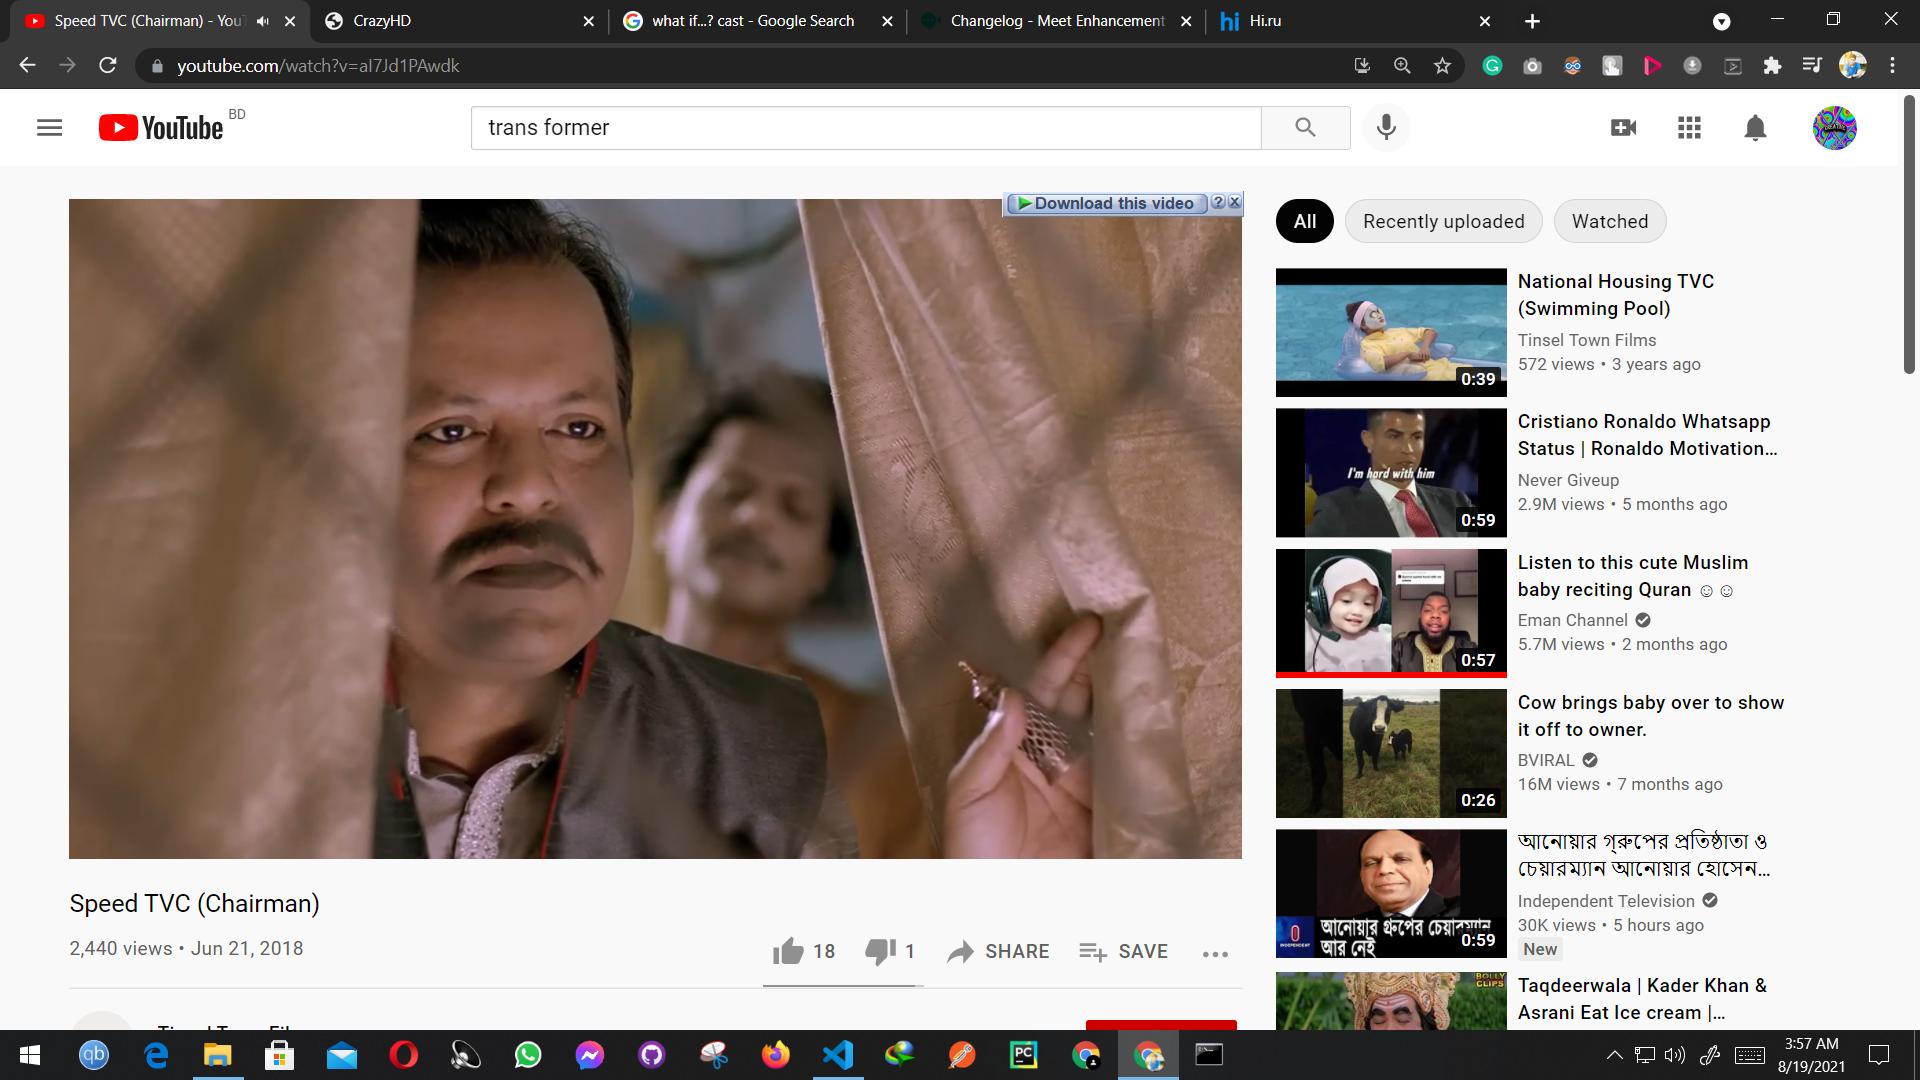 Speed TVC (Chairman) - You
CrazyHD
what if...? cast - Google Search
Changelog - Meet Enhancement
hi Hi.ru
youtube.com/watch?v=aI7Jd1PAwdk
YouTube BD
trans former
Download this video
All
Recently uploaded
Watched
National Housing TVC
(Swimming Pool)
Tinsel Town Films
572 views • 3 years ago
0:39
Cristiano Ronaldo Whatsapp
Status | Ronaldo Motivation...
Never Giveup
2.9M views • 5 months ago
I'm hard with him
0:59
Listen to this cute Muslim
baby reciting Quran ☺☺
Eman Channel
5.7M views • 2 months ago
0:57
Cow brings baby over to show
it off to owner.
BVIRAL
16M views • 7 months ago
0:26
আনোয়ার গ্রুপের প্রতিষ্ঠাতা ও
চেয়ারম্যান আনোয়ার হোসেন...
Independent Television
30K views • 5 hours ago
New
আনোয়ার গ্রুপের চেয়ারম্যান
আর নেই
INDEPENDENT
0:59
Taqdeerwala | Kader Khan &
Asrani Eat Ice cream |...
BOLLY
CLIPS
Speed TVC (Chairman)
2,440 views • Jun 21, 2018
18
1
SHARE
SAVE
qb
PC
3:57 AM
8/19/2021